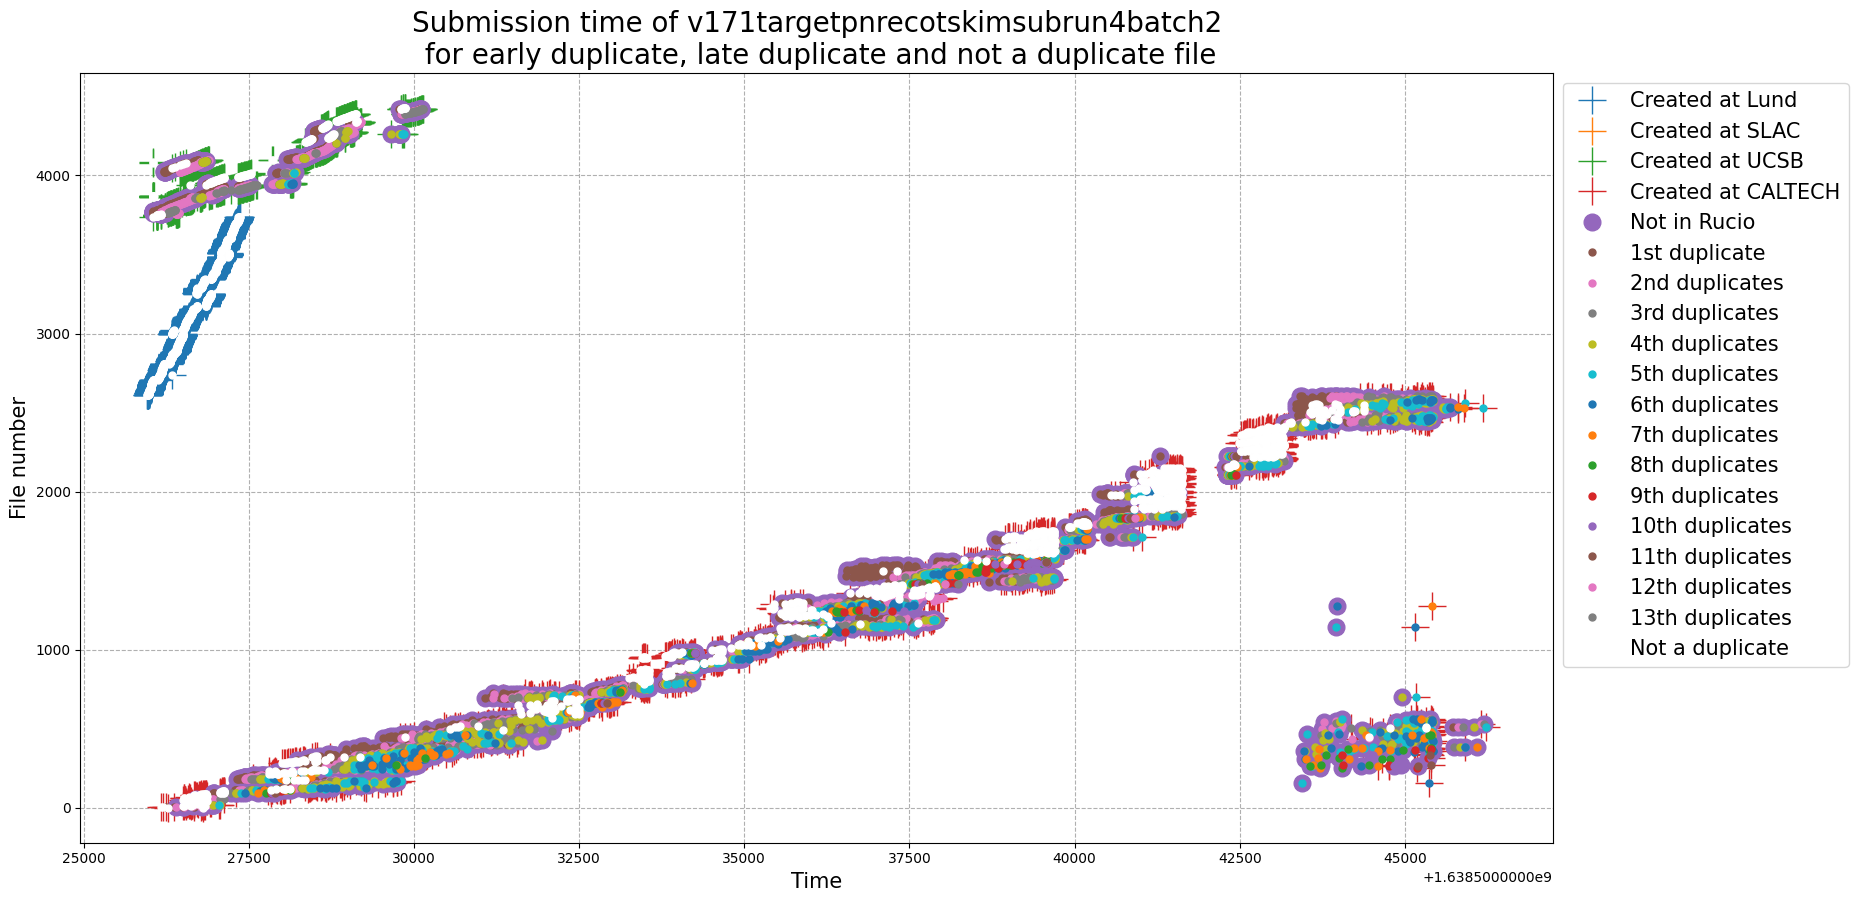 Submission time of v171targetpnrecotskimsubrun4batch2
for early duplicate, late duplicate and not a duplicate file
File number
4000
3000
2000
1000
0
25000
27500
30000
32500
35000
37500
40000
42500
45000
Time
+1.6385000000e9
Created at Lund
Created at SLAC
Created at UCSB
Created at CALTECH
Not in Rucio
1st duplicate
2nd duplicates
3rd duplicates
4th duplicates
5th duplicates
6th duplicates
7th duplicates
8th duplicates
9th duplicates
10th duplicates
11th duplicates
12th duplicates
13th duplicates
Not a duplicate